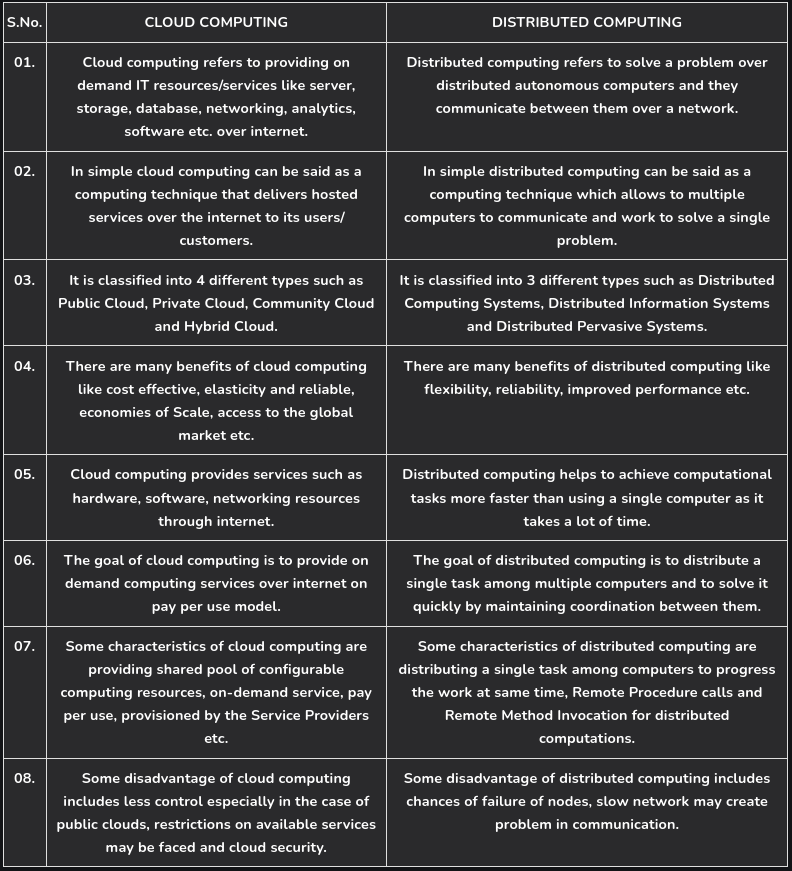 S.No. CLOUD COMPUTING DISTRIBUTED COMPUTING
01.
Cloud computing refers to providing on
demand IT resources/services like server,
storage, database, networking, analytics,
software etc. over internet.
Distributed computing refers to solve a problem over
distributed autonomous computers and they
communicate between them over a network.
02.
In simple cloud computing can be said as a
computing technique that delivers hosted
services over the internet to its users/
customers.
In simple distributed computing can be said as a
computing technique which allows to multiple
computers to communicate and work to solve a single
problem.
03.
It is classified into 4 different types such as
Public Cloud, Private Cloud, Community Cloud
and Hybrid Cloud.
It is classified into 3 different types such as Distributed
Computing Systems, Distributed Information Systems
and Distributed Pervasive Systems.
04.
There are many benefits of cloud computing
like cost effective, elasticity and reliable,
economies of Scale, access to the global
market etc.
There are many benefits of distributed computing like
flexibility, reliability, improved performance etc.
05.
Cloud computing provides services such as
hardware, software, networking resources
through internet.
Distributed computing helps to achieve computational
tasks more faster than using a single computer as it
takes a lot of time.
06.
The goal of cloud computing is to provide on
demand computing services over internet on
pay per use model.
The goal of distributed computing is to distribute a
single task among multiple computers and to solve it
quickly by maintaining coordination between them.
07.
Some characteristics of cloud computing are
providing shared pool of configurable
computing resources, on-demand service, pay
per use, provisioned by the Service Providers
etc.
Some characteristics of distributed computing are
distributing a single task among computers to progress
the work at same time, Remote Procedure calls and
Remote Method Invocation for distributed
computations.
08.
Some disadvantage of cloud computing
includes less control especially in the case of
public clouds, restrictions on available services
may be faced and cloud security.
Some disadvantage of distributed computing includes
chances of failure of nodes, slow network may create
problem in communication.